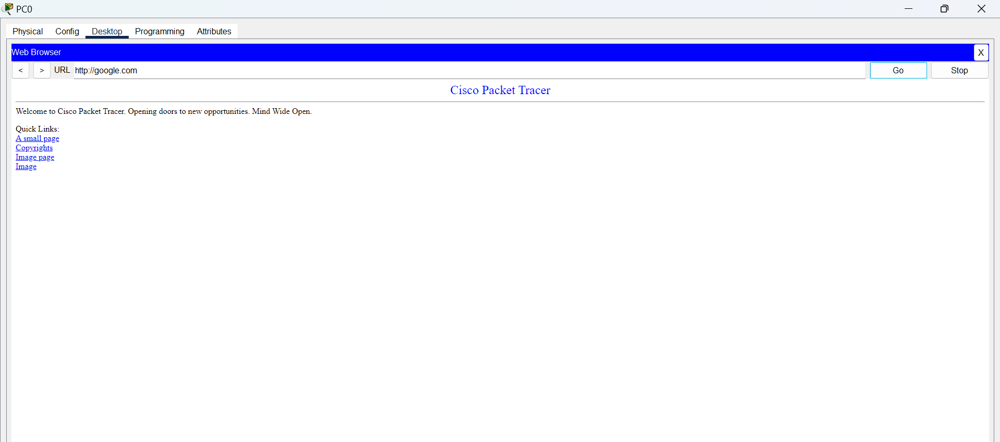 PC0
Physical Config Desktop Programming Attributes
Web Browser X
< > URL http://google.com Go Stop
Cisco Packet Tracer
Welcome to Cisco Packet Tracer. Opening doors to new opportunities. Mind Wide Open.
Quick Links:
A small page
Copyrights
Image page
Image